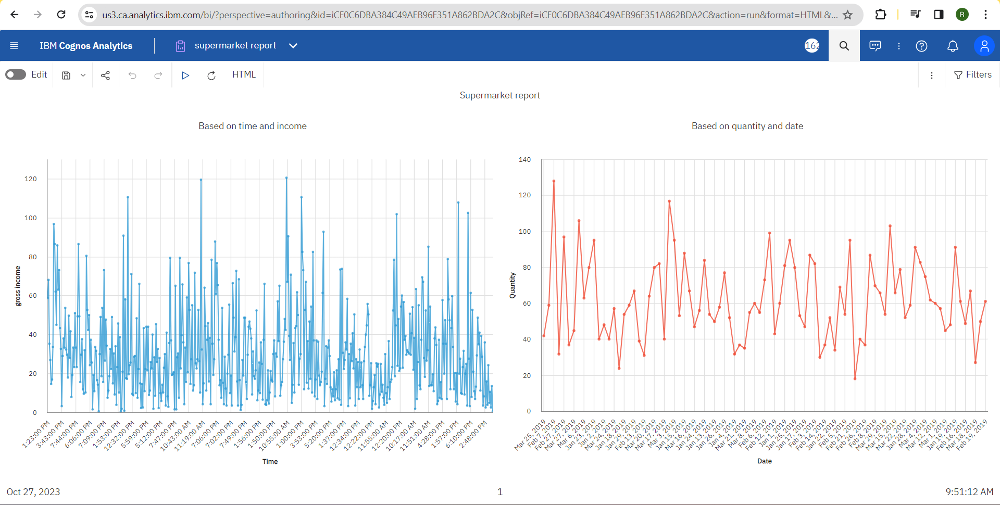 us3.ca.analytics.ibm.com/bi/?perspective=authoring&id=iCF0C6DBA384C49AEB96F351A862BDA2C&objRef=iCF0C6DBA384C49AEB96F351A862BDA2C&action=run&format=HTML&...
R
IBM Cognos Analytics
supermarket report
162
Edit
HTML
Filters
Supermarket report
Based on time and income
Based on quantity and date
gross income
120
100
80
60
40
20
0
1:23:00 PM
3:43:00 PM
7:44:00 PM
6:06:00 PM
7:09:00 PM
1:53:00 PM
12:32:00 PM
5:59:00 PM
5:12:00 PM
7:47:00 PM
10:43:00 AM
11:19:00 AM
7:06:00 PM
7:02:00 PM
7:49:00 PM
1:56:00 PM
1:50:00 PM
10:55:00 AM
1:00:00 PM
3:53:00 PM
5:20:00 PM
1:37:00 PM
12:34:00 PM
12:22:00 PM
11:55:00 AM
12:20:00 PM
10:17:00 AM
11:51:00 AM
4:28:00 PM
1:57:00 PM
6:10:00 PM
2:48:00 PM
Time
Quantity
140
120
100
80
60
40
20
0
Mar 25, 2019
Feb 7, 2019
Feb 27, 2019
Mar 27, 2019
Mar 6, 2019
Jan 23, 2019
Jan 2, 2019
Mar 24, 2019
Jan 18, 2019
Jan 29, 2019
Feb 13, 2019
Mar 20, 2019
Mar 17, 2019
Mar 3, 2019
Jan 15, 2019
Mar 16, 2019
Jan 24, 2019
Jan 13, 2019
Jan 26, 2019
Jan 4, 2019
Mar 23, 2019
Mar 8, 2019
Feb 6, 2019
Feb 12, 2019
Jan 1, 2019
Jan 25, 2019
Jan 17, 2019
Feb 3, 2019
Feb 14, 2019
Jan 22, 2019
Feb 5, 2019
Feb 21, 2019
Feb 26, 2019
Feb 8, 2019
Mar 29, 2019
Mar 15, 2019
Mar 22, 2019
Jan 28, 2019
Mar 4, 2019
Mar 12, 2019
Mar 1, 2019
Jan 19, 2019
Feb 16, 2019
Mar 18, 2019
Feb 19, 2019
Date
Oct 27, 2023
1
9:51:12 AM